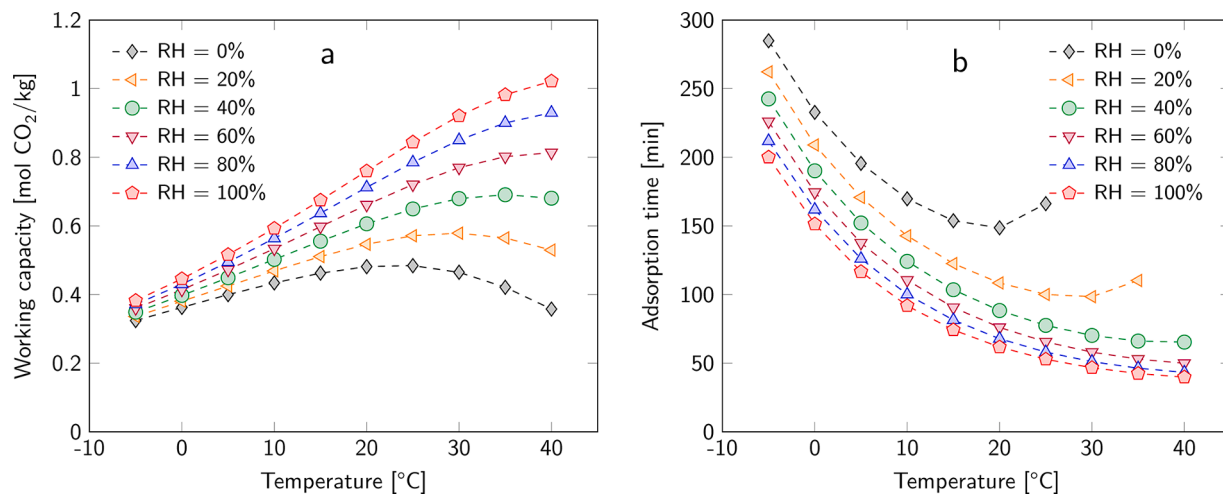 a
RH = 0%
RH = 20%
RH = 40%
RH = 60%
RH = 80%
RH = 100%
1.2
1
0.8
0.6
0.4
0.2
0
-10
0
10
20
30
40
Working capacity [mol CO₂/kg]
Temperature [°C]
b
RH = 0%
RH = 20%
RH = 40%
RH = 60%
RH = 80%
RH = 100%
300
250
200
150
100
50
0
-10
0
10
20
30
40
Adsorption time [min]
Temperature [°C]